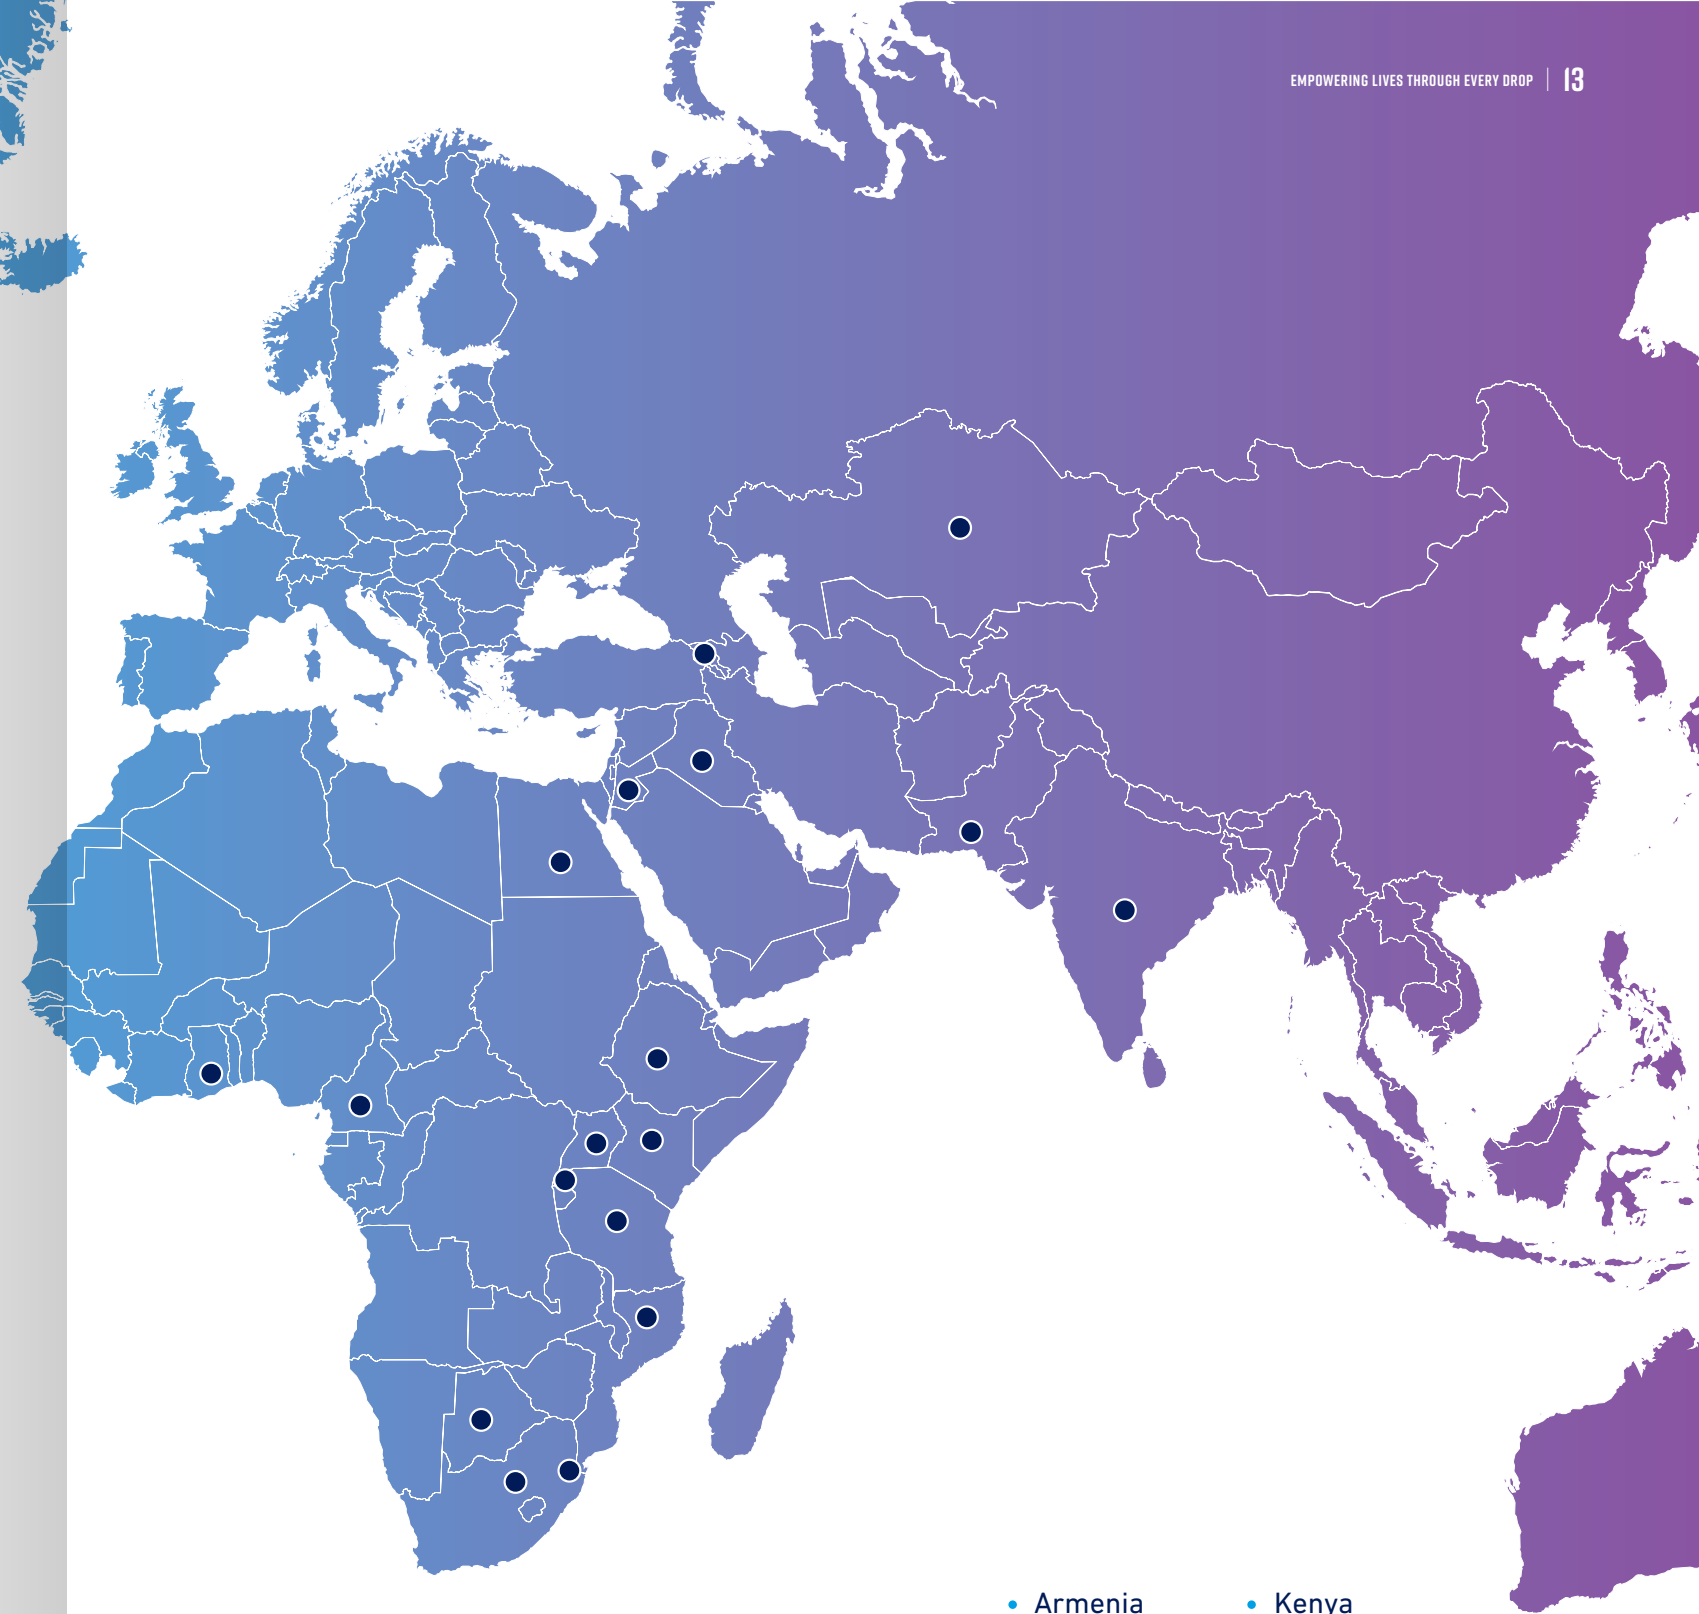 EMPOWERING LIVES THROUGH EVERY DROP | 13
• Armenia
• Kenya